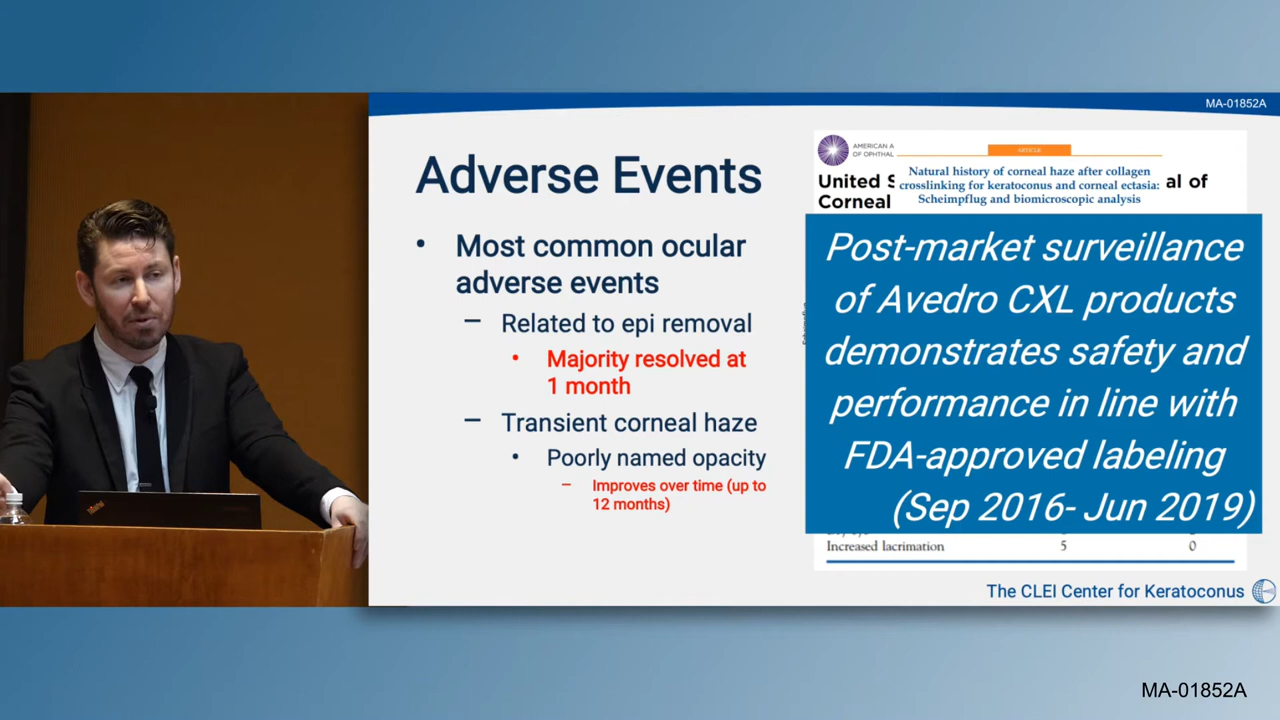 MA-01852A
Adverse Events
• Most common ocular
adverse events
– Related to epi removal
• Majority resolved at
1 month
– Transient corneal haze
• Poorly named opacity
– Improves over time (up to
12 months)
AMERICAN A
OF OPHTHAL
ARTICLE
Natural history of corneal haze after collagen
crosslinking for keratoconus and corneal ectasia:
Scheimpflug and biomicroscopic analysis
United S
al of
Corneal
Post-market surveillance
of Avedro CXL products
demonstrates safety and
performance in line with
FDA-approved labeling
(Sep 2016- Jun 2019)
Increased lacrimation 5 0
The CLEI Center for Keratoconus
MA-01852A